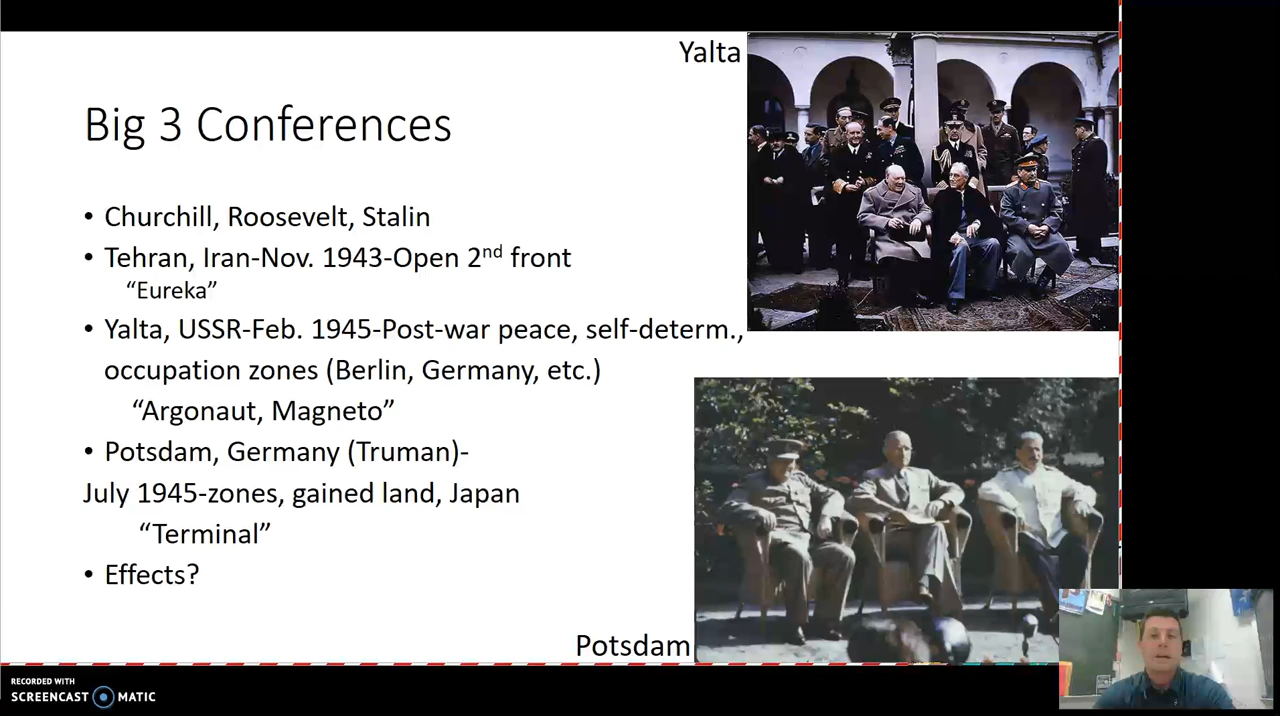 Yalta
Big 3 Conferences
• Churchill, Roosevelt, Stalin
• Tehran, Iran-Nov. 1943-Open 2nd front
“Eureka”
• Yalta, USSR-Feb. 1945-Post-war peace, self-determ.,
occupation zones (Berlin, Germany, etc.)
“Argonaut, Magneto”
• Potsdam, Germany (Truman)-
July 1945-zones, gained land, Japan
“Terminal”
• Effects?
Potsdam
RECORDED WITH
SCREENCAST MATIC